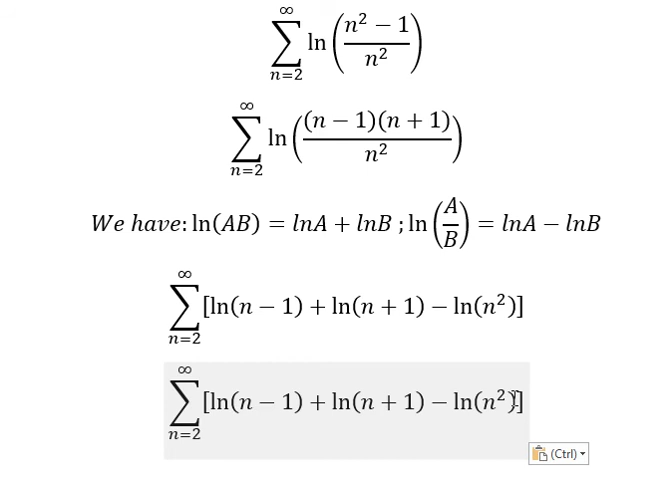 ∞
∑ ln((n² − 1)/n²)
n=2
∞
∑ ln((n − 1)(n + 1)/n²)
n=2
We have: ln(AB) = lnA + lnB ; ln(A/B) = lnA − lnB
∞
∑ [ln(n − 1) + ln(n + 1) − ln(n²)]
n=2
∞
∑ [ln(n − 1) + ln(n + 1) − ln(n²)]
n=2
(Ctrl)